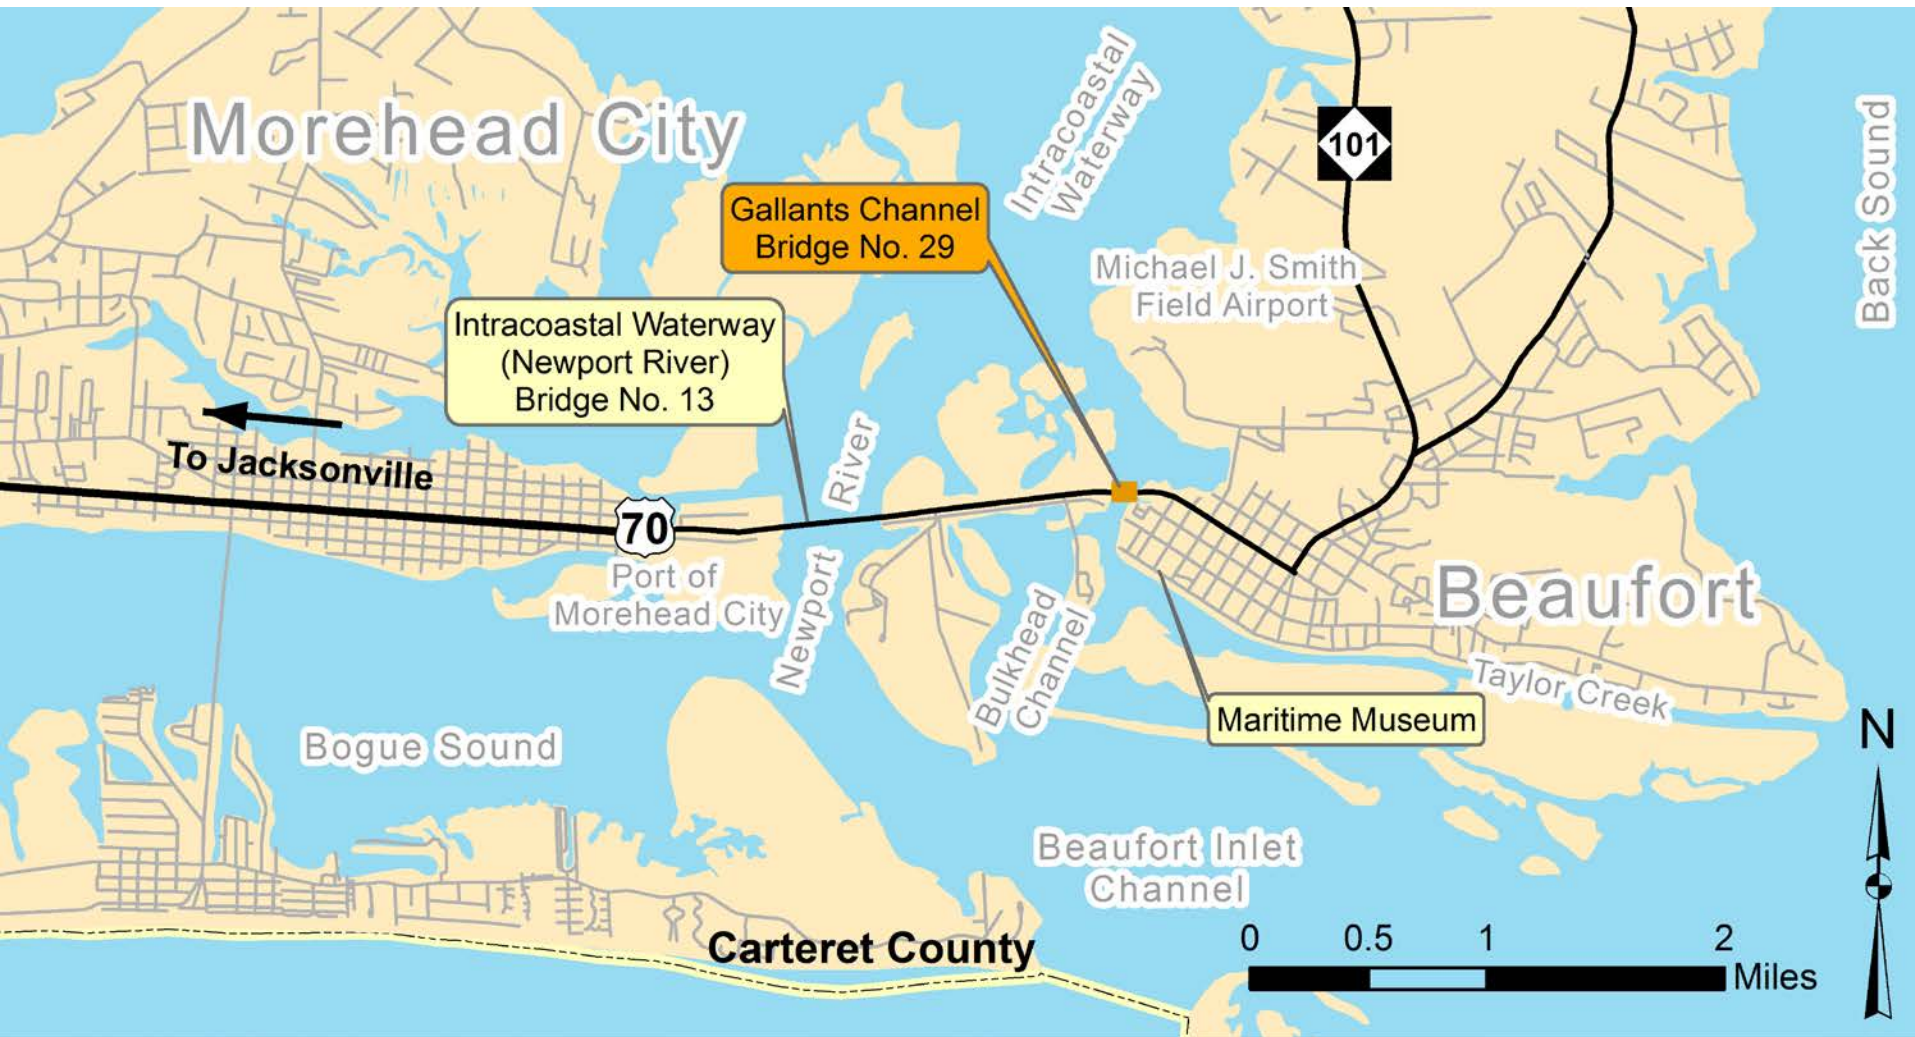 Morehead City
Intracoastal
Waterway
101
Back Sound
Gallants Channel
Bridge No. 29
Michael J. Smith
Field Airport
Intracoastal Waterway
(Newport River)
Bridge No. 13
To Jacksonville
River
70
Port of
Morehead City
Newport
Bulkhead
Channel
Beaufort
Taylor Creek
Maritime Museum
N
Bogue Sound
Beaufort Inlet
Channel
Carteret County
0 0.5 1 2
Miles